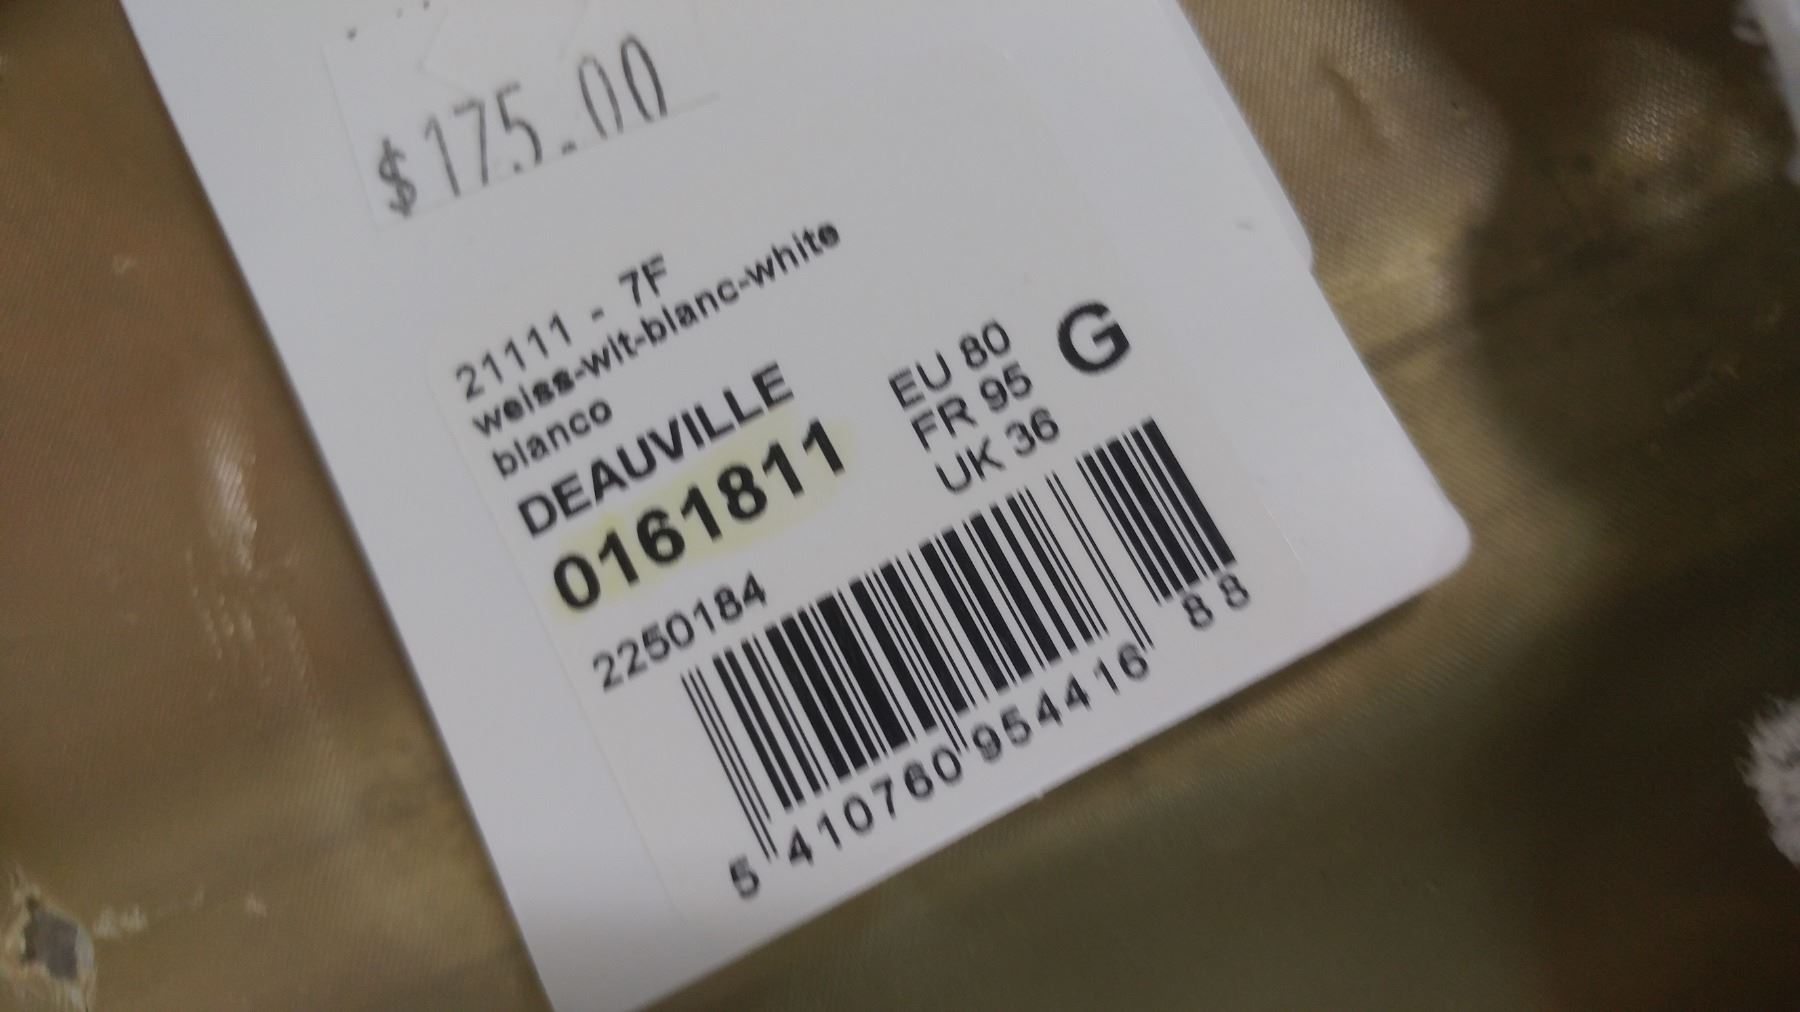 $175.00
21111 - 7F
weiss-wit-blanc-white
blanco
DEAUVILLE
0161811
2250184
EU 80
FR 95
UK 36
G
5 410760 954416
88